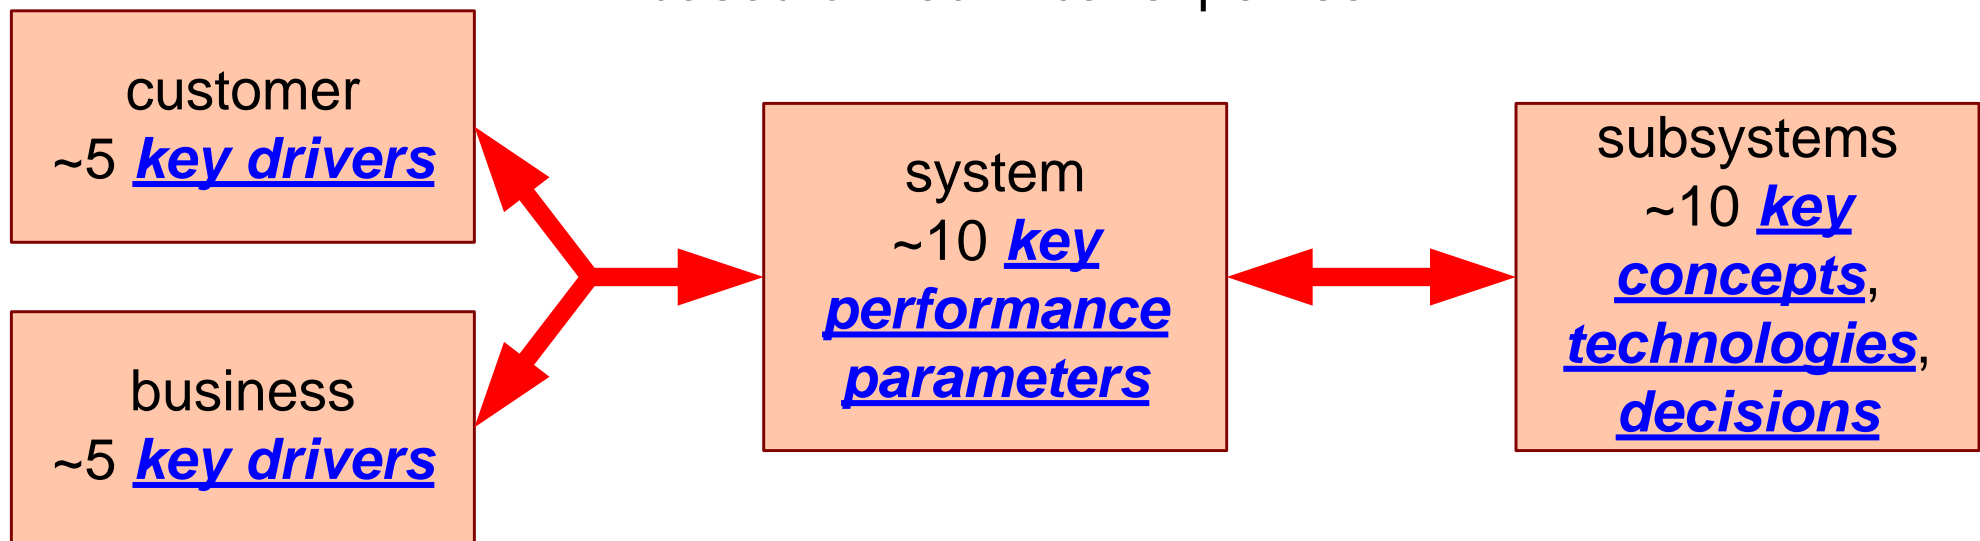 customer
~5 key drivers
business
~5 key drivers
system
~10 key
performance
parameters
subsystems
~10 key
concepts,
technologies,
decisions